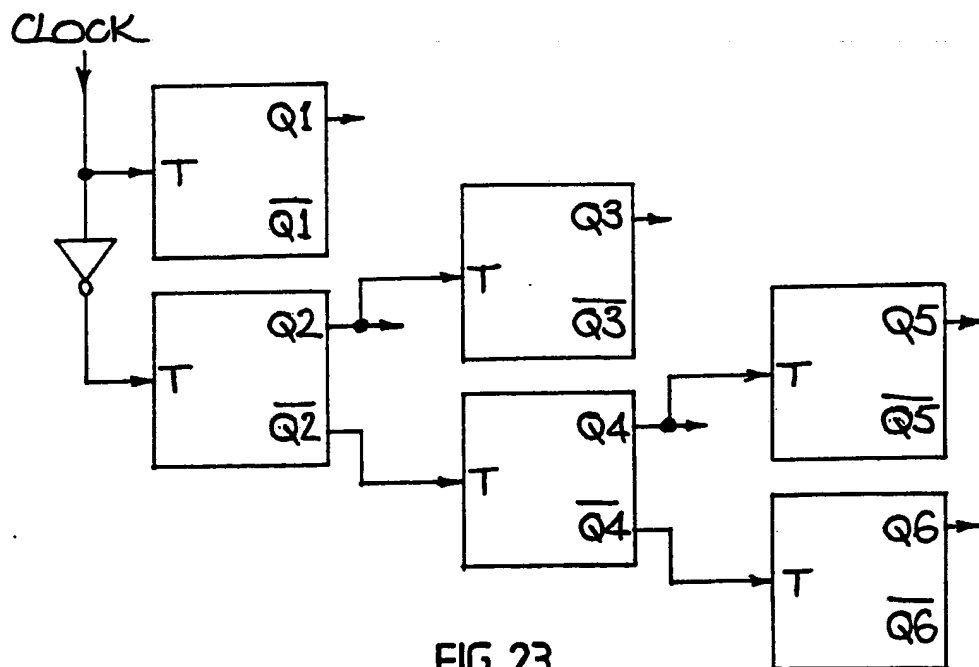 CLOCK
T
Q1
Q̅1̅
T
Q2
Q̅2̅
T
Q3
Q̅3̅
T
Q4
Q̅4̅
T
Q5
Q̅5̅
T
Q6
Q̅6̅
FIG. 23